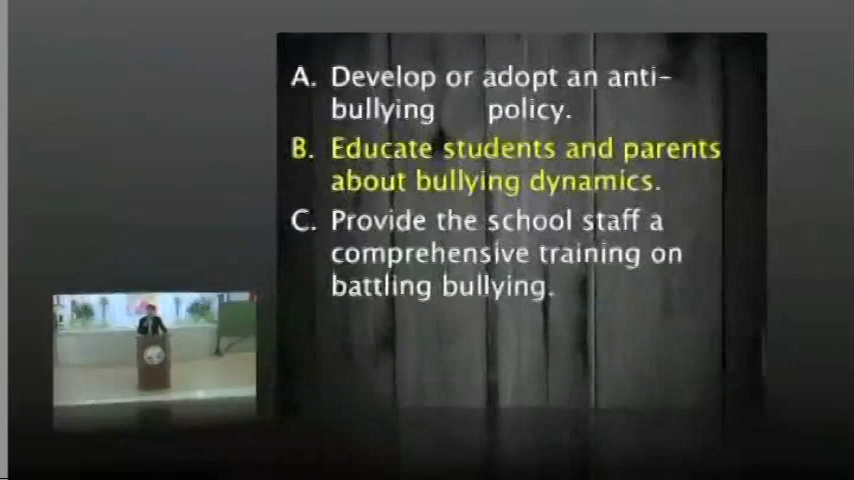 A. Develop or adopt an anti-
bullying policy.
B. Educate students and parents
about bullying dynamics.
C. Provide the school staff a
comprehensive training on
battling bullying.